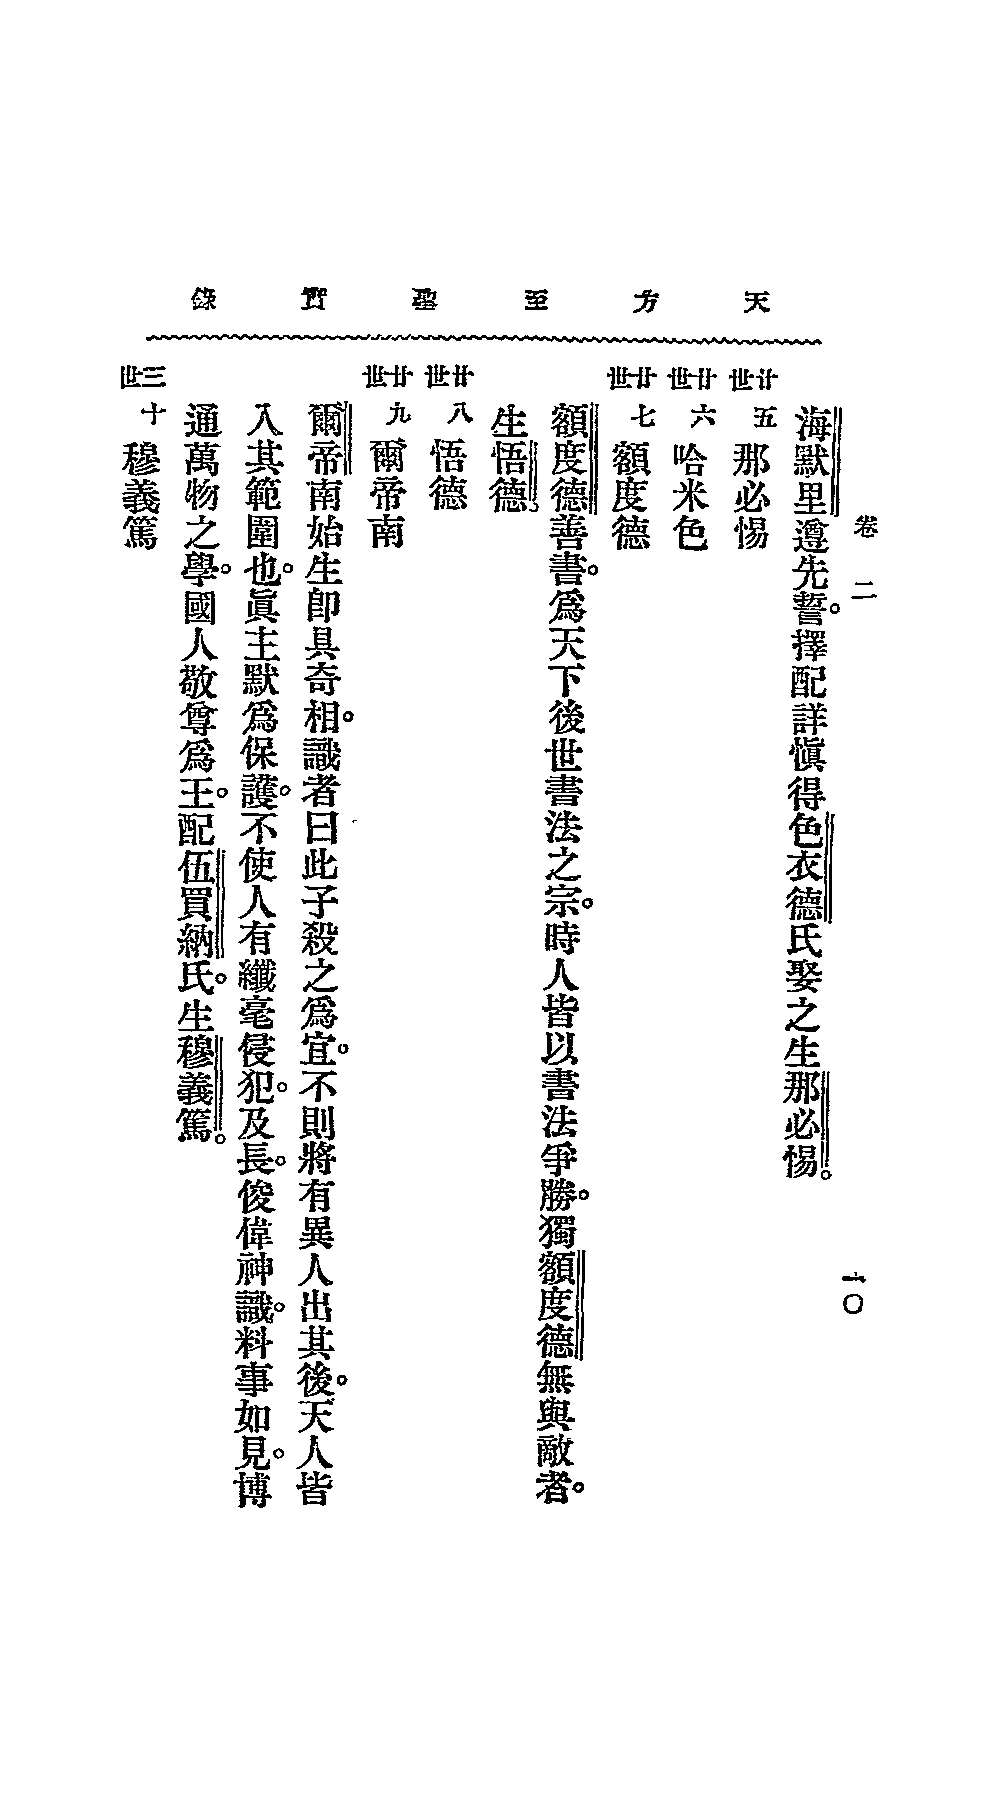 天方至聖實錄
卷二
一〇
海默里遵先誓。擇配詳愼得色衣德氏娶之生那必惕。
廿五世 那必惕
廿六世 哈米色
廿七世 額度德
額度德善書。爲天下後世書法之宗。時人皆以書法爭勝。獨額度德無與敵者。
生悟德。
廿八世 悟德
廿九世 爾帝南
爾帝南始生卽具奇相。識者曰此子殺之爲宜。不則將有異人出其後。天人皆
入其範圍也。眞主默爲保護。不使人有纖毫侵犯。及長。俊偉神識。料事如見。博
通萬物之學。國人敬尊爲王。配伍買納氏。生穆義篤。
三十世 穆義篤